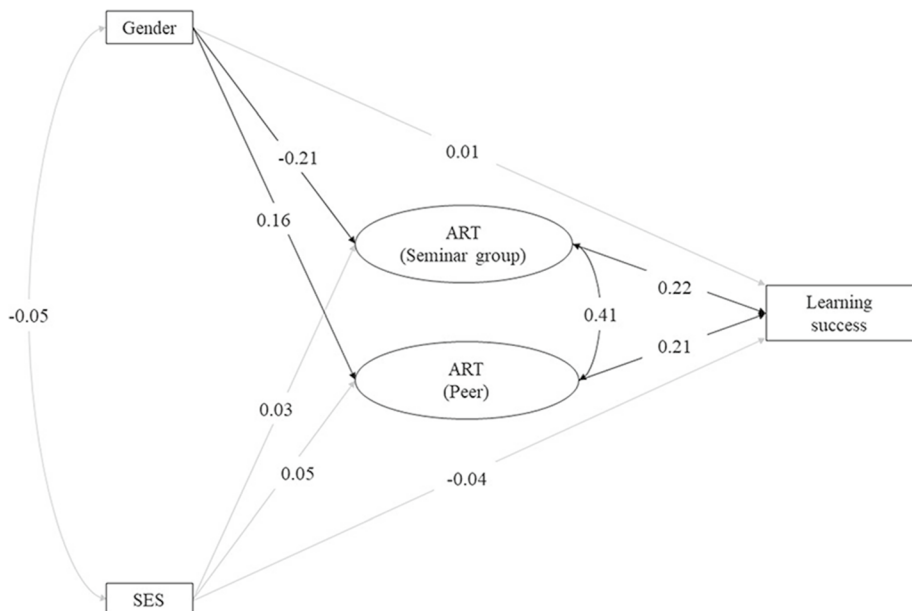 Gender
0.01
-0.21
0.16
ART
(Seminar group)
0.22
Learning
success
-0.05
0.41
0.21
ART
(Peer)
0.03
0.05
-0.04
SES